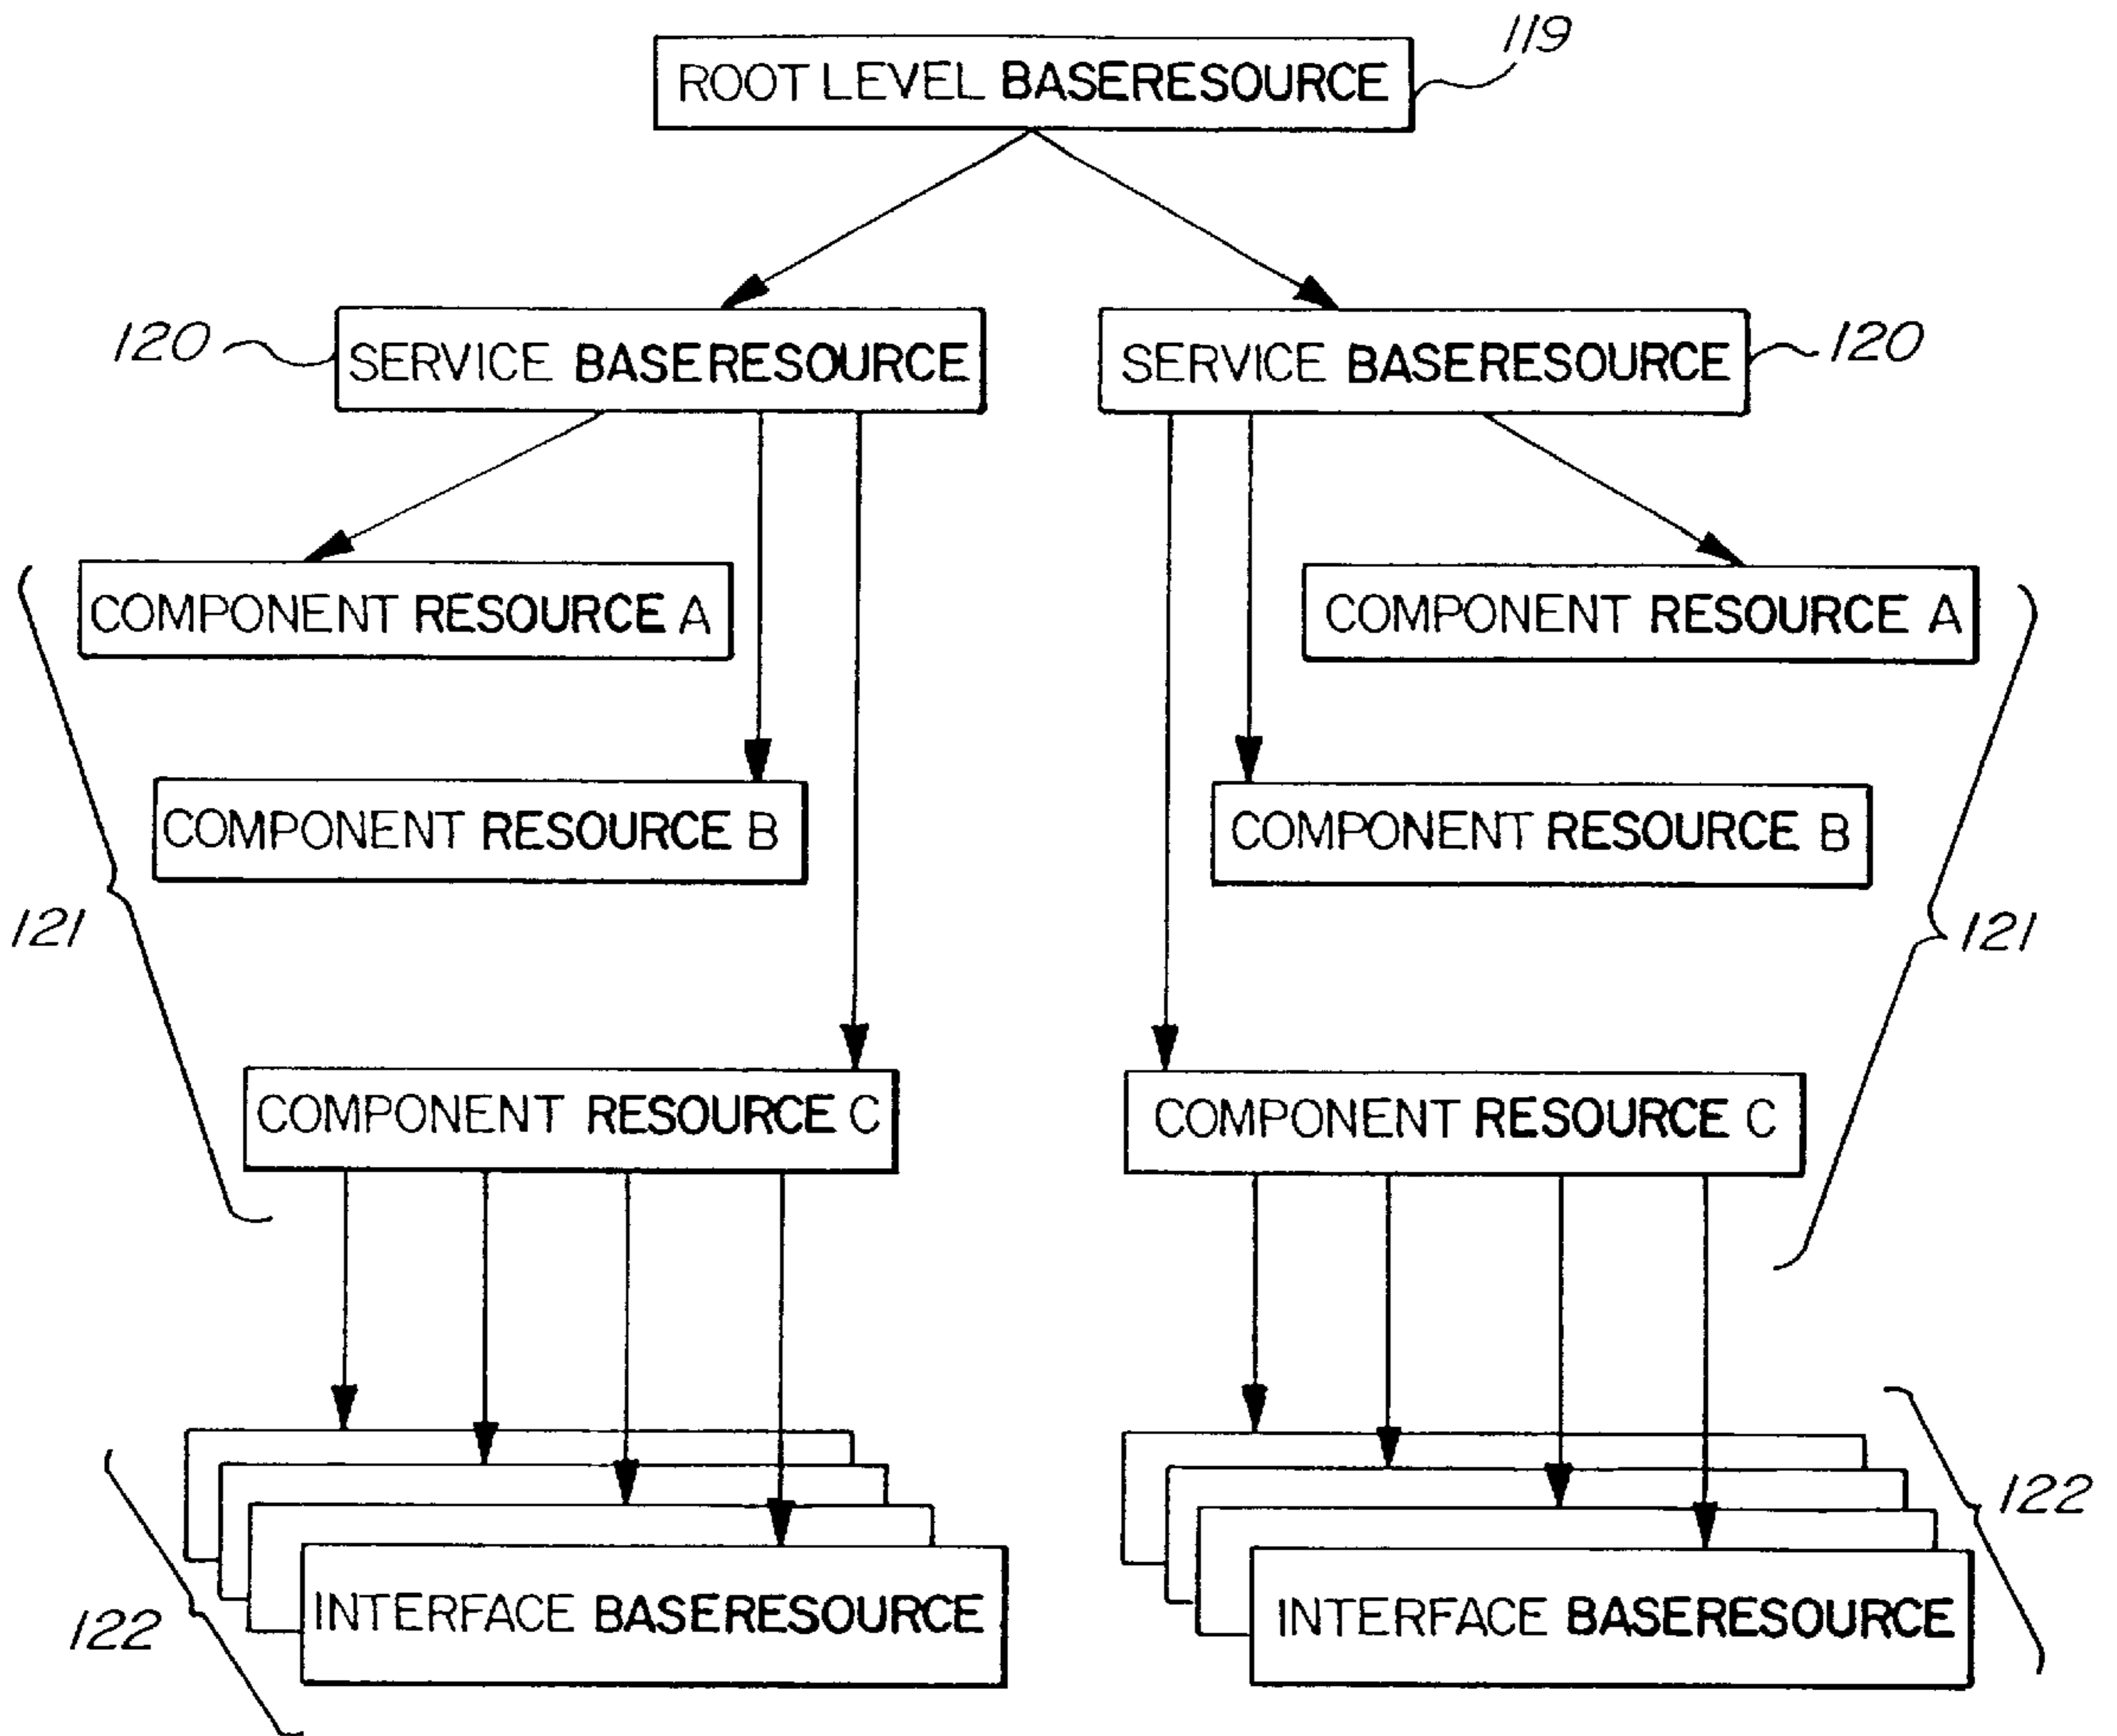 119
ROOT LEVEL BASERESOURCE
120
SERVICE BASERESOURCE
SERVICE BASERESOURCE
120
COMPONENT RESOURCE A
COMPONENT RESOURCE A
COMPONENT RESOURCE B
COMPONENT RESOURCE B
121
121
COMPONENT RESOURCE C
COMPONENT RESOURCE C
122
122
INTERFACE BASERESOURCE
INTERFACE BASERESOURCE